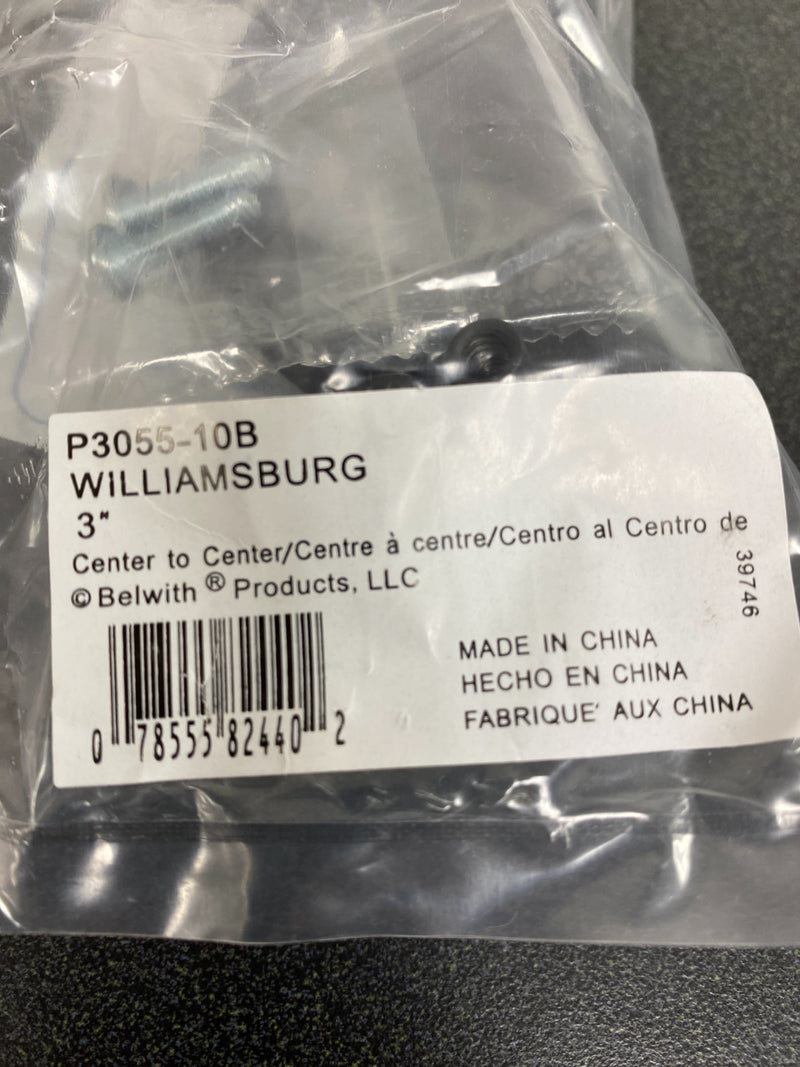 P3055-10B
WILLIAMSBURG
3"
Center to Center/Centre à centre/Centro al Centro de
© Belwith ® Products, LLC
39746
MADE IN CHINA
HECHO EN CHINA
FABRIQUE' AUX CHINA
0 78555 82440 2